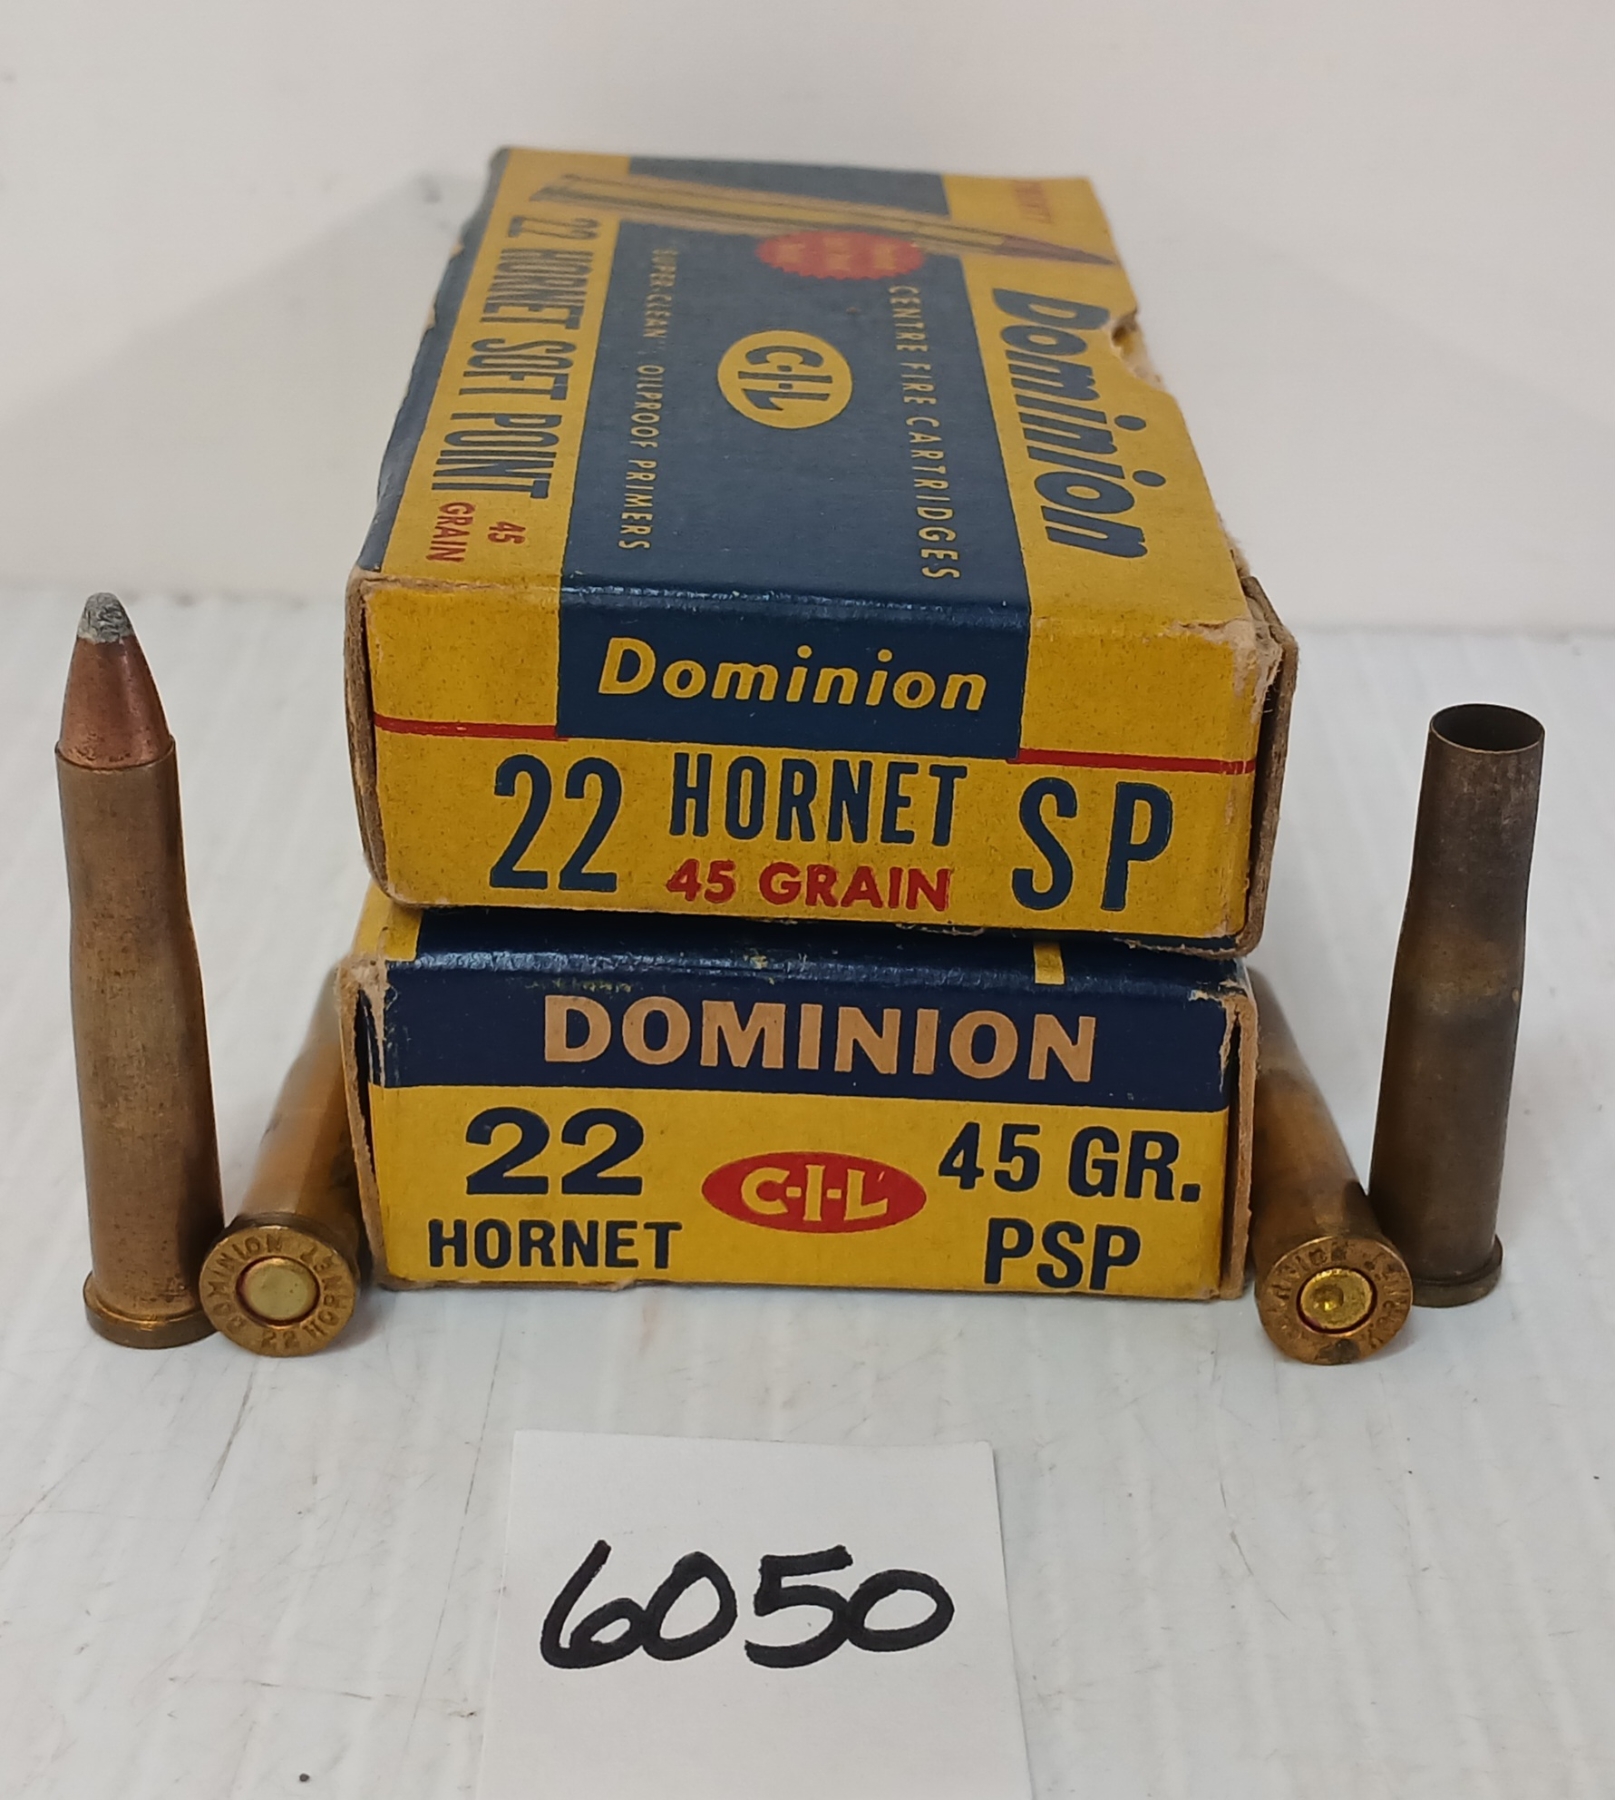 Dominion
CENTRE FIRE CARTRIDGES
C-I-L
"SUPER-CLEAN" OILPROOF PRIMERS
22 HORNET SOFT POINT
45
GRAIN
Dominion
22 HORNET SP
45 GRAIN
DOMINION
22
HORNET
C-I-L
45 GR.
PSP
DOMINION
22 HORNET
22
6050